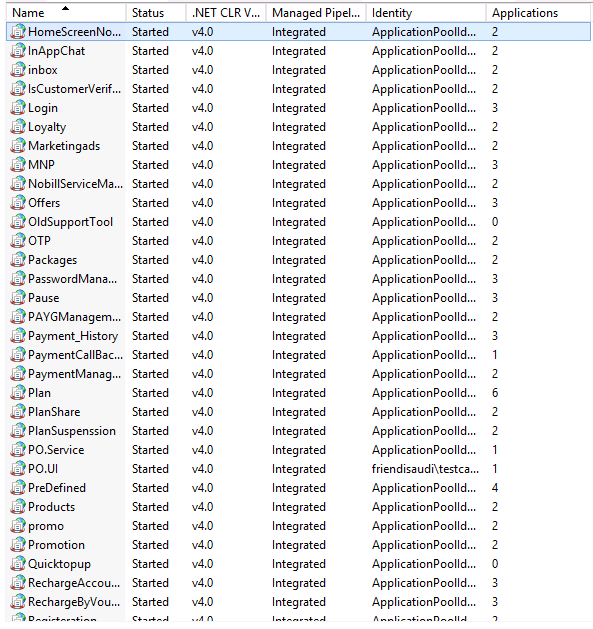 Name Status .NET CLR V... Managed Pipel... Identity Applications
HomeScreenNo... Started v4.0 Integrated ApplicationPoolId... 2
InAppChat Started v4.0 Integrated ApplicationPoolId... 2
inbox Started v4.0 Integrated ApplicationPoolId... 2
IsCustomerVerif... Started v4.0 Integrated ApplicationPoolId... 2
Login Started v4.0 Integrated ApplicationPoolId... 3
Loyalty Started v4.0 Integrated ApplicationPoolId... 2
Marketingads Started v4.0 Integrated ApplicationPoolId... 2
MNP Started v4.0 Integrated ApplicationPoolId... 3
NobillServiceMa... Started v4.0 Integrated ApplicationPoolId... 2
Offers Started v4.0 Integrated ApplicationPoolId... 3
OldSupportTool Started v4.0 Integrated ApplicationPoolId... 0
OTP Started v4.0 Integrated ApplicationPoolId... 2
Packages Started v4.0 Integrated ApplicationPoolId... 2
PasswordMana... Started v4.0 Integrated ApplicationPoolId... 3
Pause Started v4.0 Integrated ApplicationPoolId... 3
PAYGManagem... Started v4.0 Integrated ApplicationPoolId... 2
Payment_History Started v4.0 Integrated ApplicationPoolId... 3
PaymentCallBac... Started v4.0 Integrated ApplicationPoolId... 1
PaymentManag... Started v4.0 Integrated ApplicationPoolId... 2
Plan Started v4.0 Integrated ApplicationPoolId... 6
PlanShare Started v4.0 Integrated ApplicationPoolId... 2
PlanSuspenssion Started v4.0 Integrated ApplicationPoolId... 2
PO.Service Started v4.0 Integrated ApplicationPoolId... 1
PO.UI Started v4.0 Integrated friendisaudi\testca... 1
PreDefined Started v4.0 Integrated ApplicationPoolId... 4
Products Started v4.0 Integrated ApplicationPoolId... 2
promo Started v4.0 Integrated ApplicationPoolId... 2
Promotion Started v4.0 Integrated ApplicationPoolId... 2
Quicktopup Started v4.0 Integrated ApplicationPoolId... 0
RechargeAccou... Started v4.0 Integrated ApplicationPoolId... 3
RechargeByVou... Started v4.0 Integrated ApplicationPoolId... 3
Registeration Started v4.0 Integrated ApplicationPoolId... 2